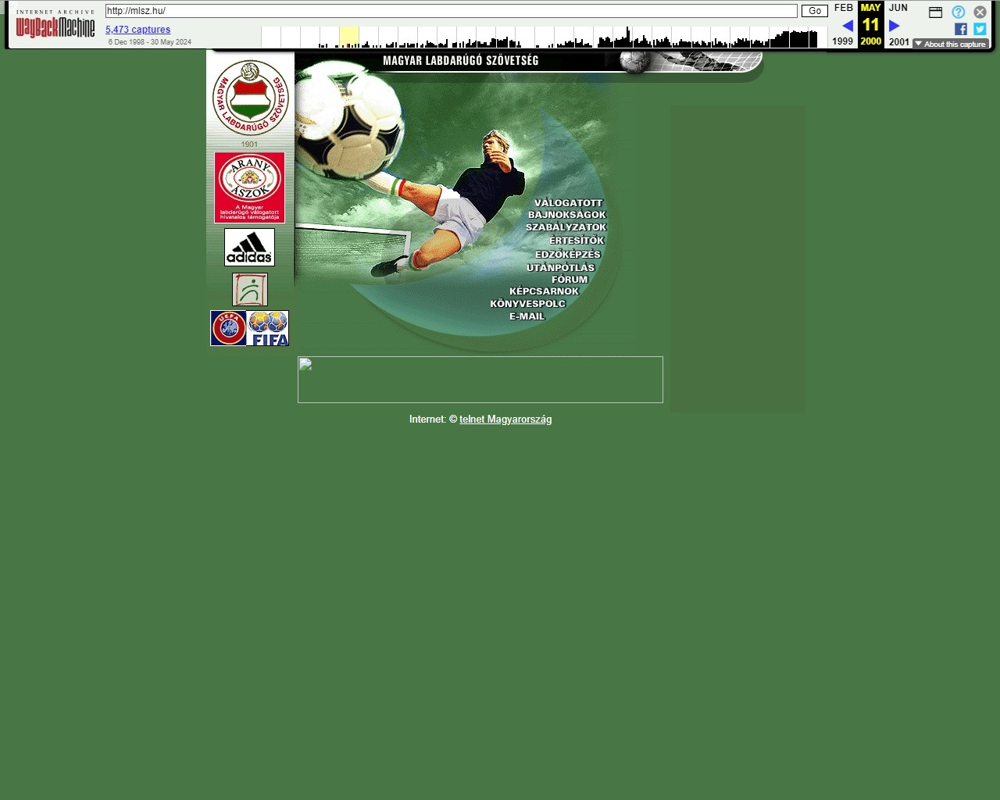 INTERNET ARCHIVE
WayBackMachine
http://mlsz.hu/
Go
5,473 captures
6 Dec 1998 - 30 May 2024
FEB MAY JUN
11
1999 2000 2001
About this capture
MAGYAR LABDARÚGÓ SZÖVETSÉG
MAGYAR LABDARÚGÓ SZÖVETSÉG
1901
ARANY
ÁSZOK
A Magyar
labdarúgó válogatott
hivatalos támogatója
adidas
UEFA
FIFA
VÁLOGATOTT
BAJNOKSÁGOK
SZABÁLYZATOK
ÉRTESÍTŐK
EDZŐKÉPZÉS
UTÁNPÓTLÁS
FÓRUM
KÉPCSARNOK
KÖNYVESPOLC
E-MAIL
Internet: © telnet Magyarország